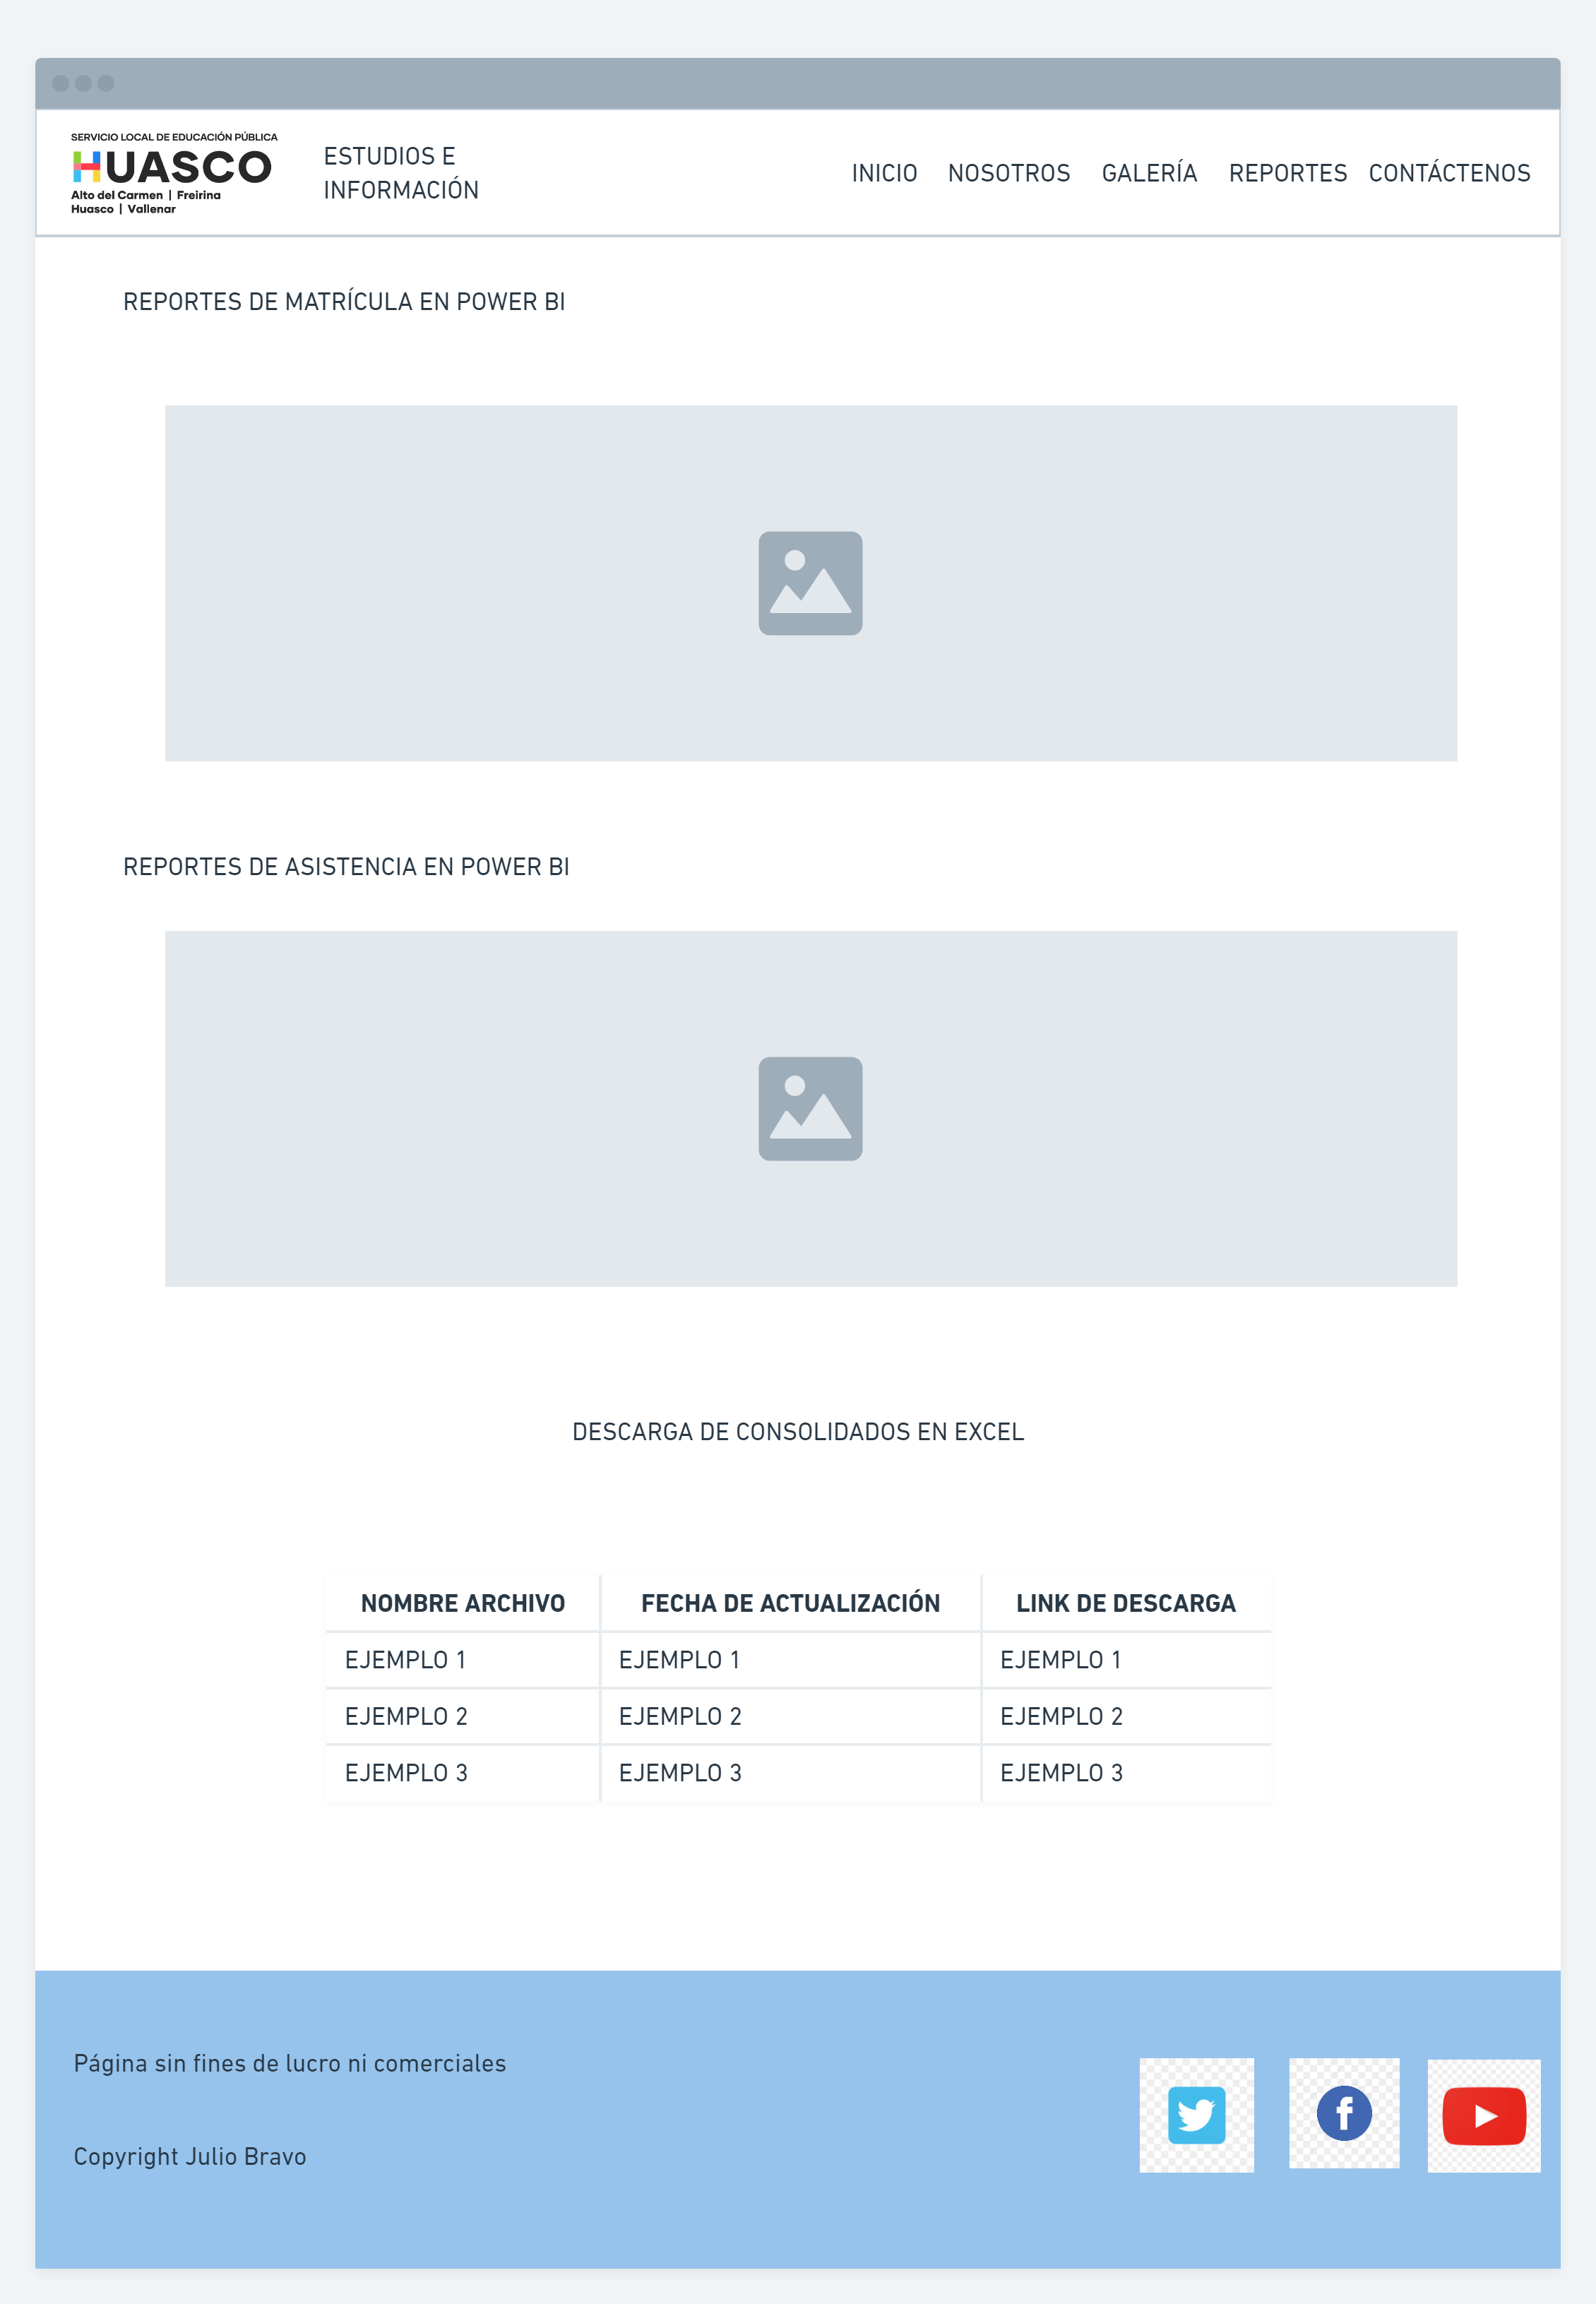 SERVICIO LOCAL DE EDUCACIÓN PÚBLICA
HUASCO
Alto del Carmen | Freirina
Huasco | Vallenar
ESTUDIOS E
INFORMACIÓN
INICIO NOSOTROS GALERÍA REPORTES CONTÁCTENOS
REPORTES DE MATRÍCULA EN POWER BI
REPORTES DE ASISTENCIA EN POWER BI
DESCARGA DE CONSOLIDADOS EN EXCEL
NOMBRE ARCHIVO FECHA DE ACTUALIZACIÓN LINK DE DESCARGA
EJEMPLO 1 EJEMPLO 1 EJEMPLO 1
EJEMPLO 2 EJEMPLO 2 EJEMPLO 2
EJEMPLO 3 EJEMPLO 3 EJEMPLO 3
Página sin fines de lucro ni comerciales
Copyright Julio Bravo